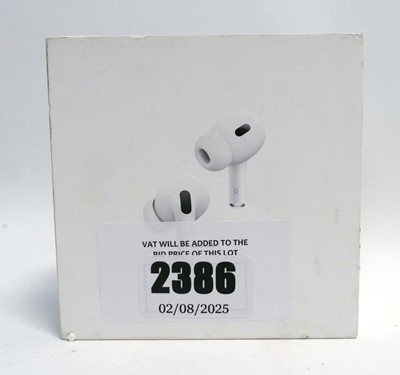 VAT WILL BE ADDED TO THE
BID PRICE OF THIS LOT
2386
02/08/2025